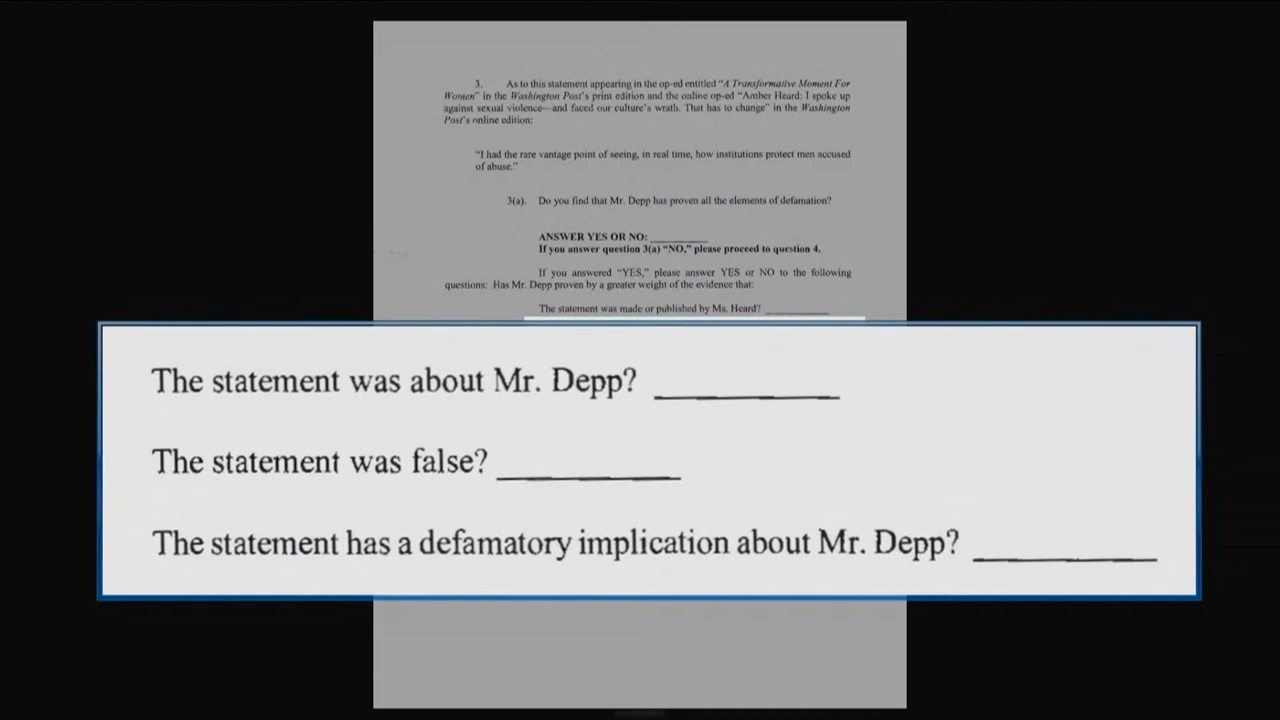 3. As to this statement appearing in the op-ed entitled “A Transformative Moment For
Women” in the Washington Post's print edition and the online op-ed “Amber Heard: I spoke up
against sexual violence—and faced our culture's wrath. That has to change” in the Washington
Post's online edition:
“I had the rare vantage point of seeing, in real time, how institutions protect men accused
of abuse.”
3(a). Do you find that Mr. Depp has proven all the elements of defamation?
ANSWER YES OR NO: ________
If you answer question 3(a) “NO,” please proceed to question 4.
If you answered “YES,” please answer YES or NO to the following
questions: Has Mr. Depp proven by a greater weight of the evidence that:
The statement was made or published by Ms. Heard? ________
The statement was about Mr. Depp? ________
The statement was false? ________
The statement has a defamatory implication about Mr. Depp? ________